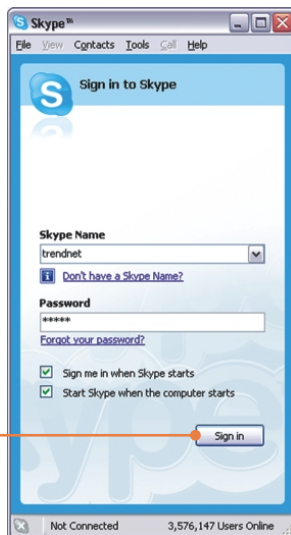 Skype™
File View Contacts Tools Call Help
Sign in to Skype
Skype Name
trendnet
Don't have a Skype Name?
Password
*****
Forgot your password?
Sign me in when Skype starts
Start Skype when the computer starts
Sign in
Not Connected 3,576,147 Users Online